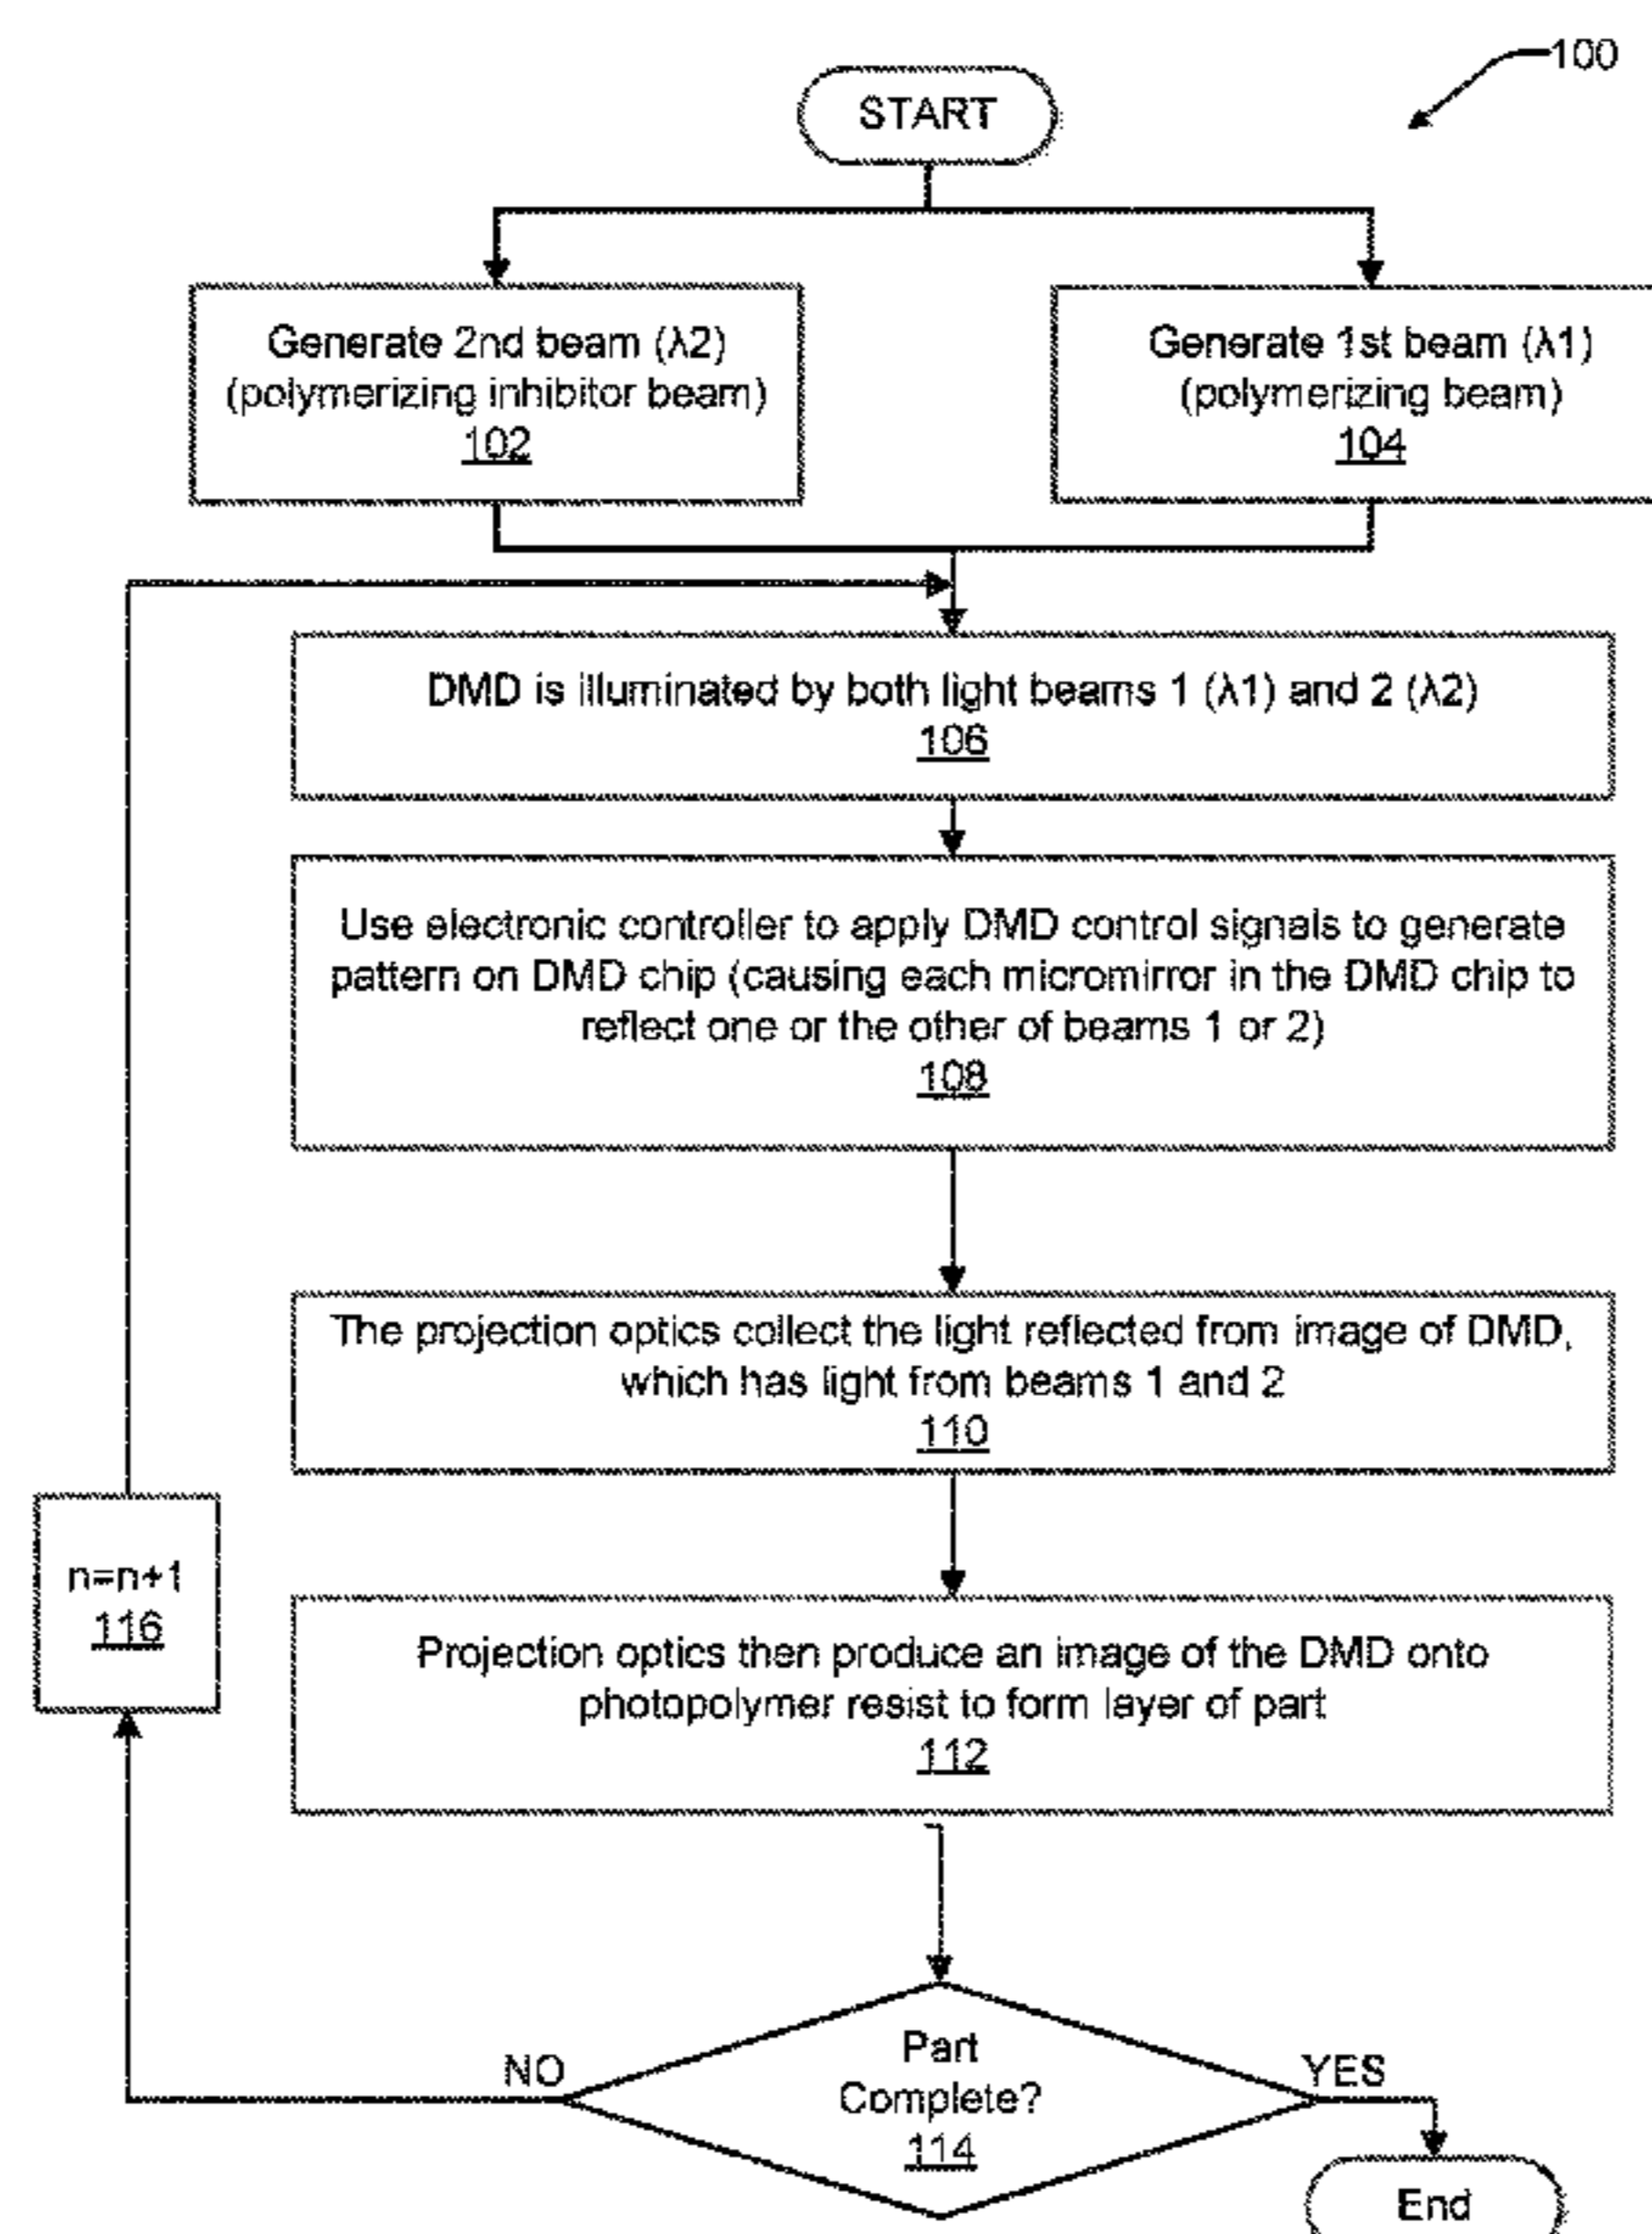 100
START
Generate 2nd beam (λ2)
(polymerizing inhibitor beam)
102
Generate 1st beam (λ1)
(polymerizing beam)
104
DMD is illuminated by both light beams 1 (λ1) and 2 (λ2)
106
Use electronic controller to apply DMD control signals to generate
pattern on DMD chip (causing each micromirror in the DMD chip to
reflect one or the other of beams 1 or 2)
108
The projection optics collect the light reflected from image of DMD,
which has light from beams 1 and 2
110
n=n+1
116
Projection optics then produce an image of the DMD onto
photopolymer resist to form layer of part
112
NO
Part
Complete?
114
YES
End